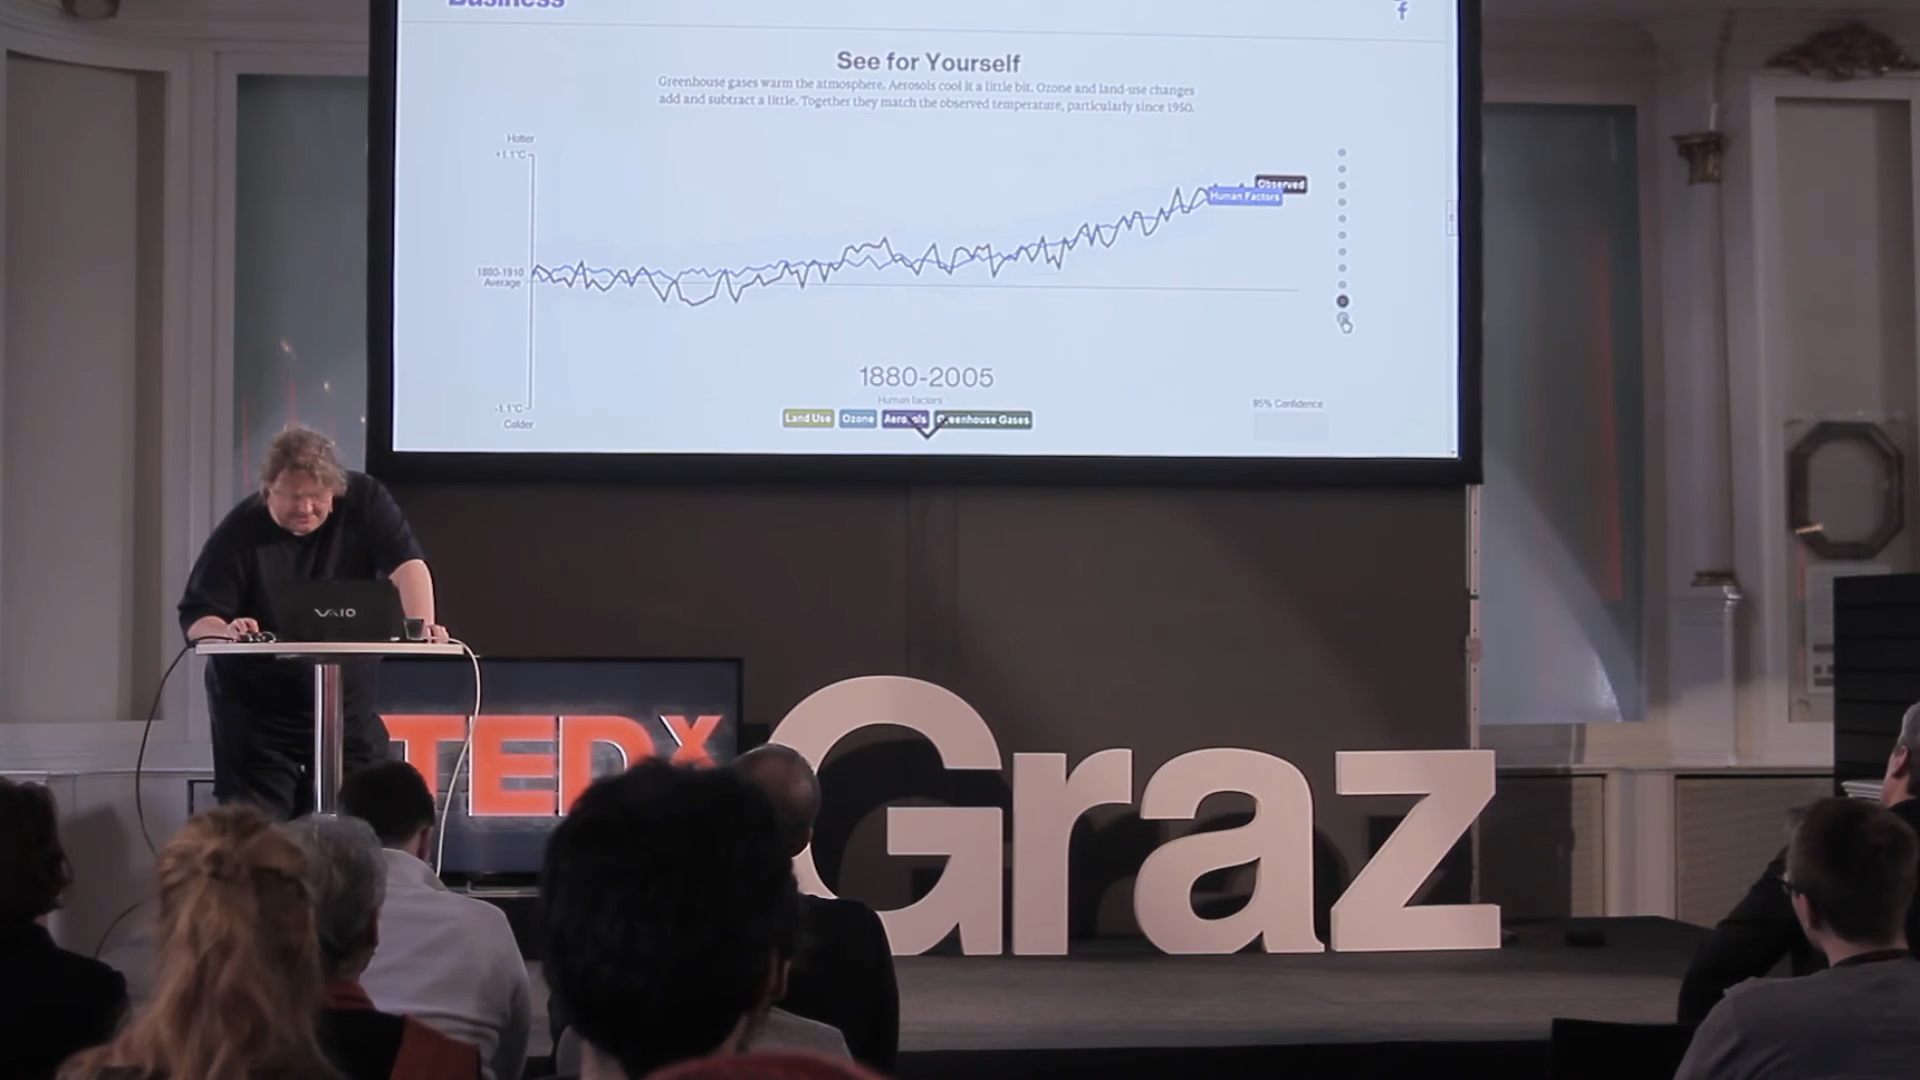 Business
f
See for Yourself
Greenhouse gases warm the atmosphere. Aerosols cool it a little bit. Ozone and land-use changes
add and subtract a little. Together they match the observed temperature, particularly since 1950.
Hotter
+1.1°C
Observed
Human Factors
1880-1910
Average
1880-2005
Human factors
95% Confidence
-1.1°C
Colder
Land Use
Ozone
Aerosols
Greenhouse Gases
VAIO
TEDx
Graz